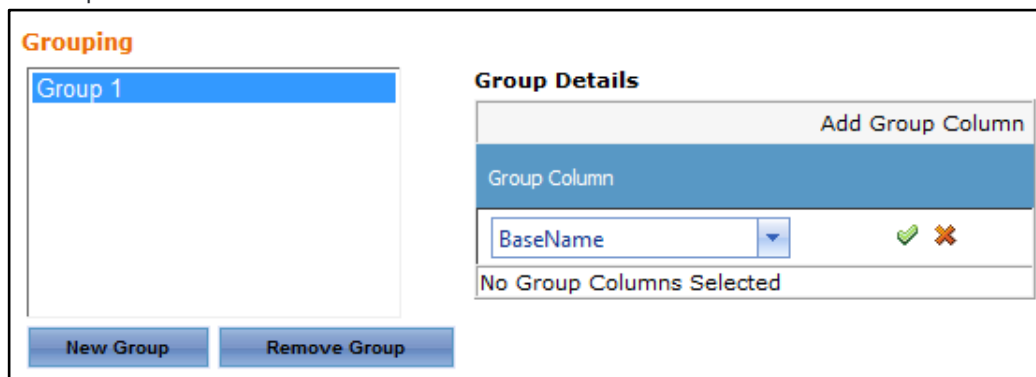 Grouping
Group 1
Group Details
Add Group Column
Group Column
BaseName
No Group Columns Selected
New Group
Remove Group